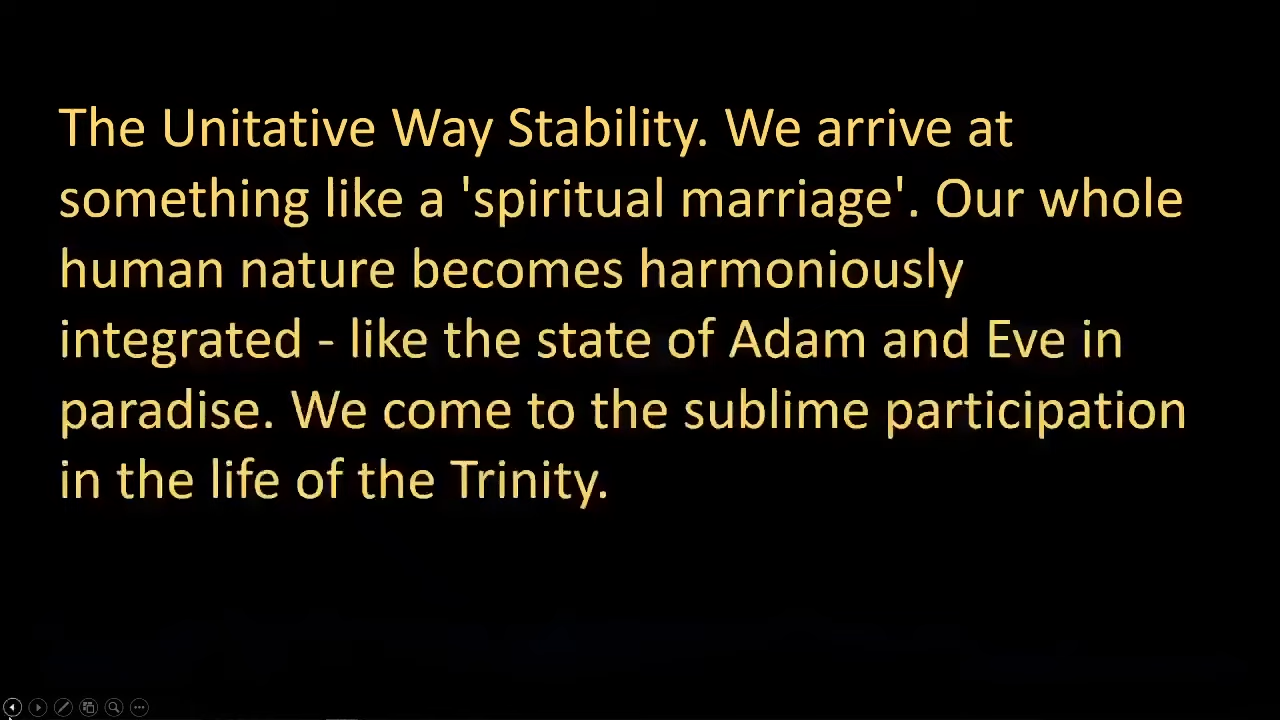 The Unitative Way Stability. We arrive at
something like a 'spiritual marriage'. Our whole
human nature becomes harmoniously
integrated - like the state of Adam and Eve in
paradise. We come to the sublime participation
in the life of the Trinity.